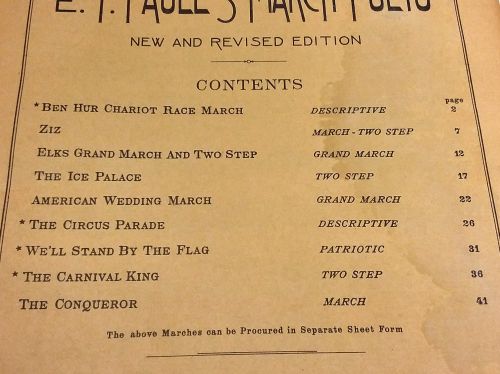 E. T. PAULL'S MARCH FOLIO
NEW AND REVISED EDITION
CONTENTS
page
*BEN HUR CHARIOT RACE MARCH DESCRIPTIVE 2
ZIZ MARCH - TWO STEP 7
ELKS GRAND MARCH AND TWO STEP GRAND MARCH 12
THE ICE PALACE TWO STEP 17
AMERICAN WEDDING MARCH GRAND MARCH 22
* THE CIRCUS PARADE DESCRIPTIVE 26
* WE'LL STAND BY THE FLAG PATRIOTIC 31
* THE CARNIVAL KING TWO STEP 36
THE CONQUEROR MARCH 41
The above Marches can be Procured in Separate Sheet Form